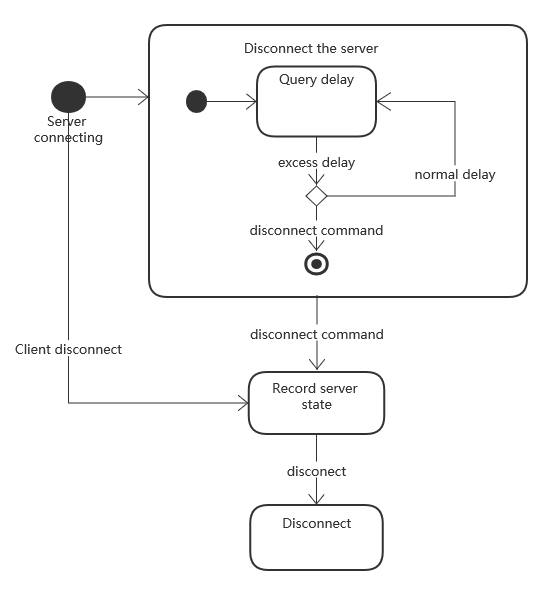 Disconnect the server
Query delay
Server
connecting
excess delay
normal delay
disconnect command
disconnect command
Client disconnect
Record server
state
disconect
Disconnect